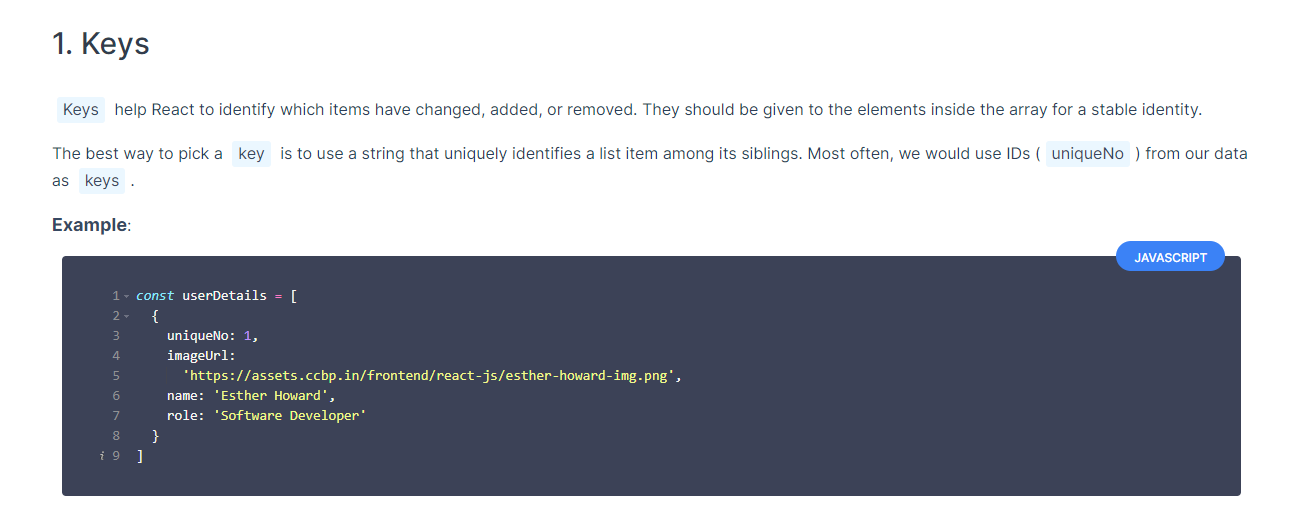 1. Keys
Keys help React to identify which items have changed, added, or removed. They should be given to the elements inside the array for a stable identity.
The best way to pick a key is to use a string that uniquely identifies a list item among its siblings. Most often, we would use IDs ( uniqueNo ) from our data
as keys .
Example:
JAVASCRIPT
1 const userDetails = [
2 {
3 uniqueNo: 1,
4 imageUrl:
5 'https://assets.ccbp.in/frontend/react-js/esther-howard-img.png',
6 name: 'Esther Howard',
7 role: 'Software Developer'
8 }
i 9 ]